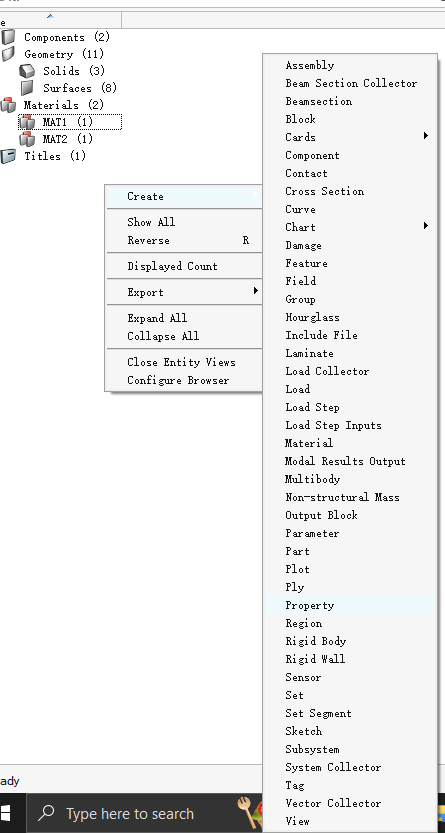 e
Components (2)
Geometry (11)
Solids (3)
Surfaces (8)
Materials (2)
MAT1 (1)
MAT2 (1)
Titles (1)
Create
Show All
Reverse R
Displayed Count
Export
Expand All
Collapse All
Close Entity Views
Configure Browser
Assembly
Beam Section Collector
Beamsection
Block
Cards
Component
Contact
Cross Section
Curve
Chart
Damage
Feature
Field
Group
Hourglass
Include File
Laminate
Load Collector
Load
Load Step
Load Step Inputs
Material
Modal Results Output
Multibody
Non-structural Mass
Output Block
Parameter
Part
Plot
Ply
Property
Region
Rigid Body
Rigid Wall
Sensor
Set
Set Segment
Sketch
Subsystem
System Collector
Tag
Vector Collector
View
ady
Type here to search